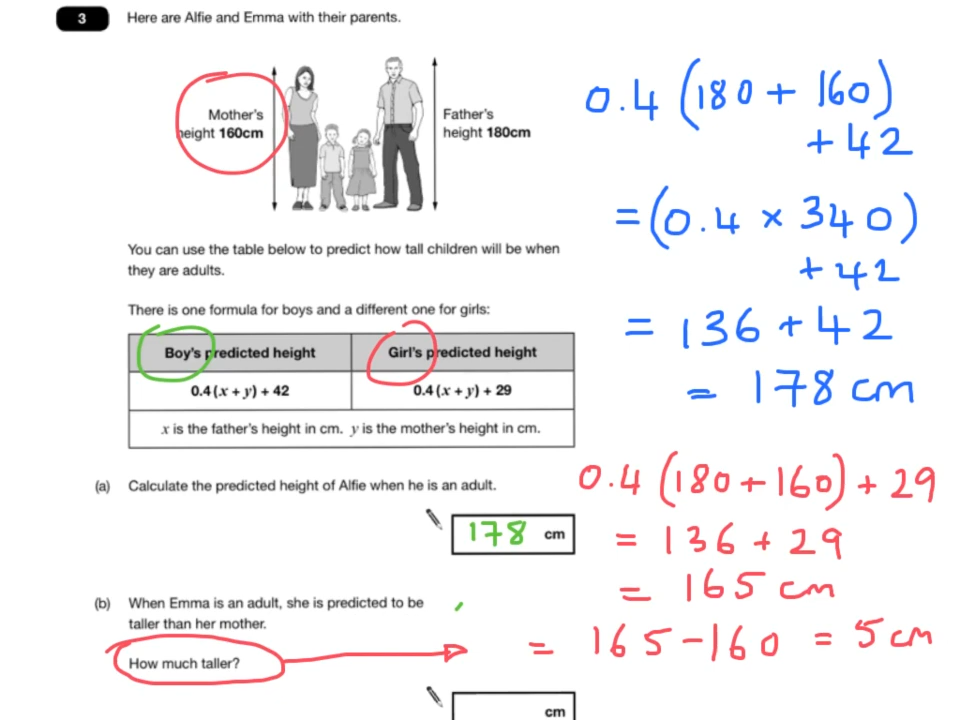 3 Here are Alfie and Emma with their parents.
Mother's
height 160cm
Father's
height 180cm
0.4 (180 + 160)
+ 42
= (0.4 × 340)
+ 42
= 136 + 42
= 178 cm
You can use the table below to predict how tall children will be when
they are adults.
There is one formula for boys and a different one for girls:
Boy's predicted height Girl's predicted height
0.4 (x + y) + 42 0.4 (x + y) + 29
x is the father's height in cm. y is the mother's height in cm.
(a) Calculate the predicted height of Alfie when he is an adult.
178 cm
0.4 (180 + 160) + 29
= 136 + 29
= 165 cm
= 165 - 160 = 5 cm
(b) When Emma is an adult, she is predicted to be
taller than her mother.
How much taller?
cm